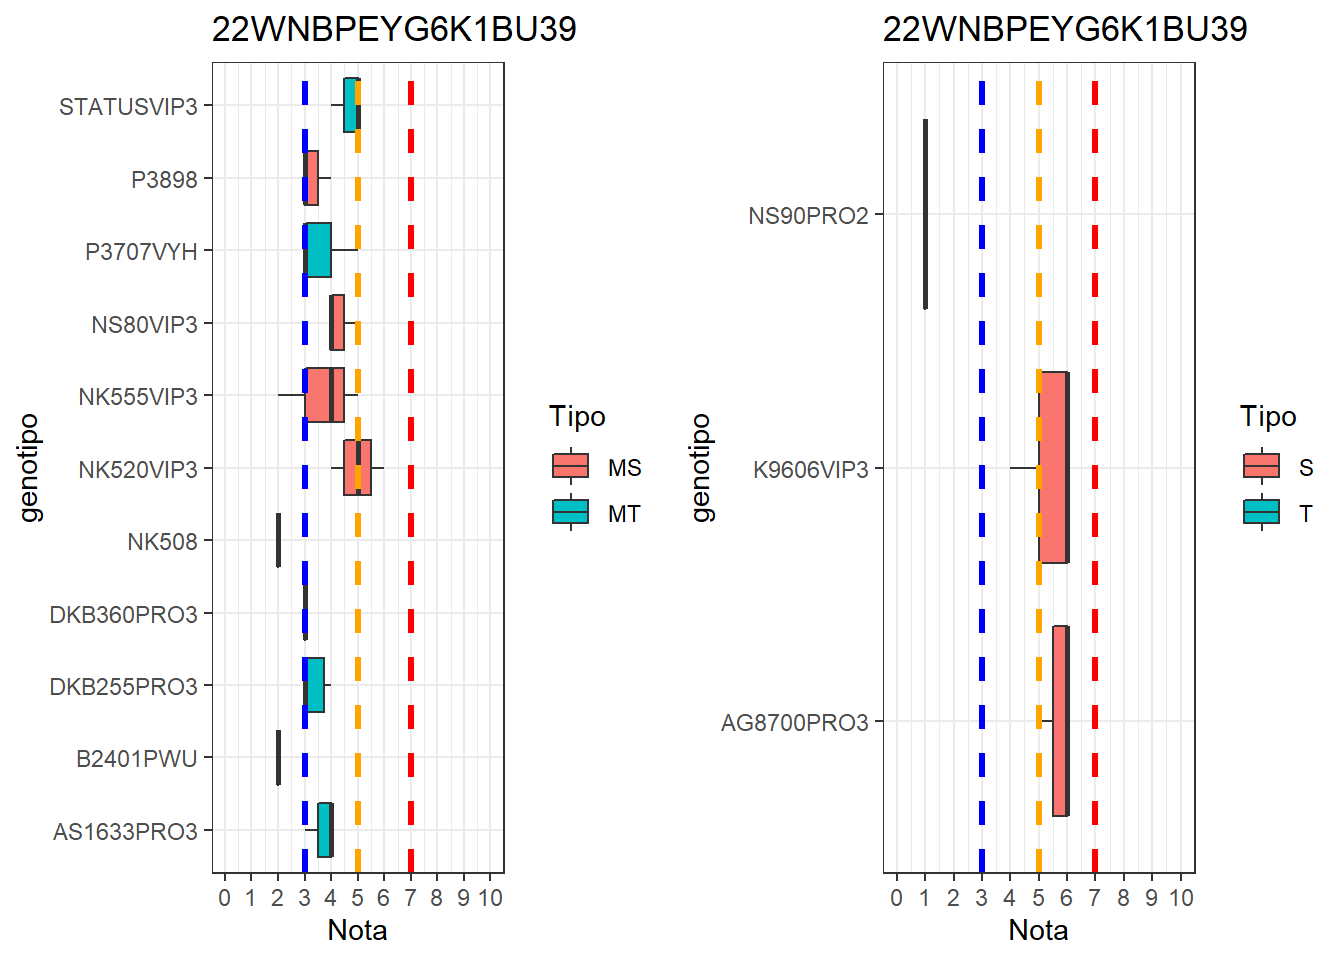 22WNBPEYG6K1BU39
STATUSVIP3
P3898
P3707VYH
NS80VIP3
NK555VIP3
NK520VIP3
NK508
DKB360PRO3
DKB255PRO3
B2401PWU
AS1633PRO3
genotipo
0 1 2 3 4 5 6 7 8 9 10
Nota
Tipo
MS
MT
22WNBPEYG6K1BU39
NS90PRO2
K9606VIP3
AG8700PRO3
genotipo
0 1 2 3 4 5 6 7 8 9 10
Nota
Tipo
S
T